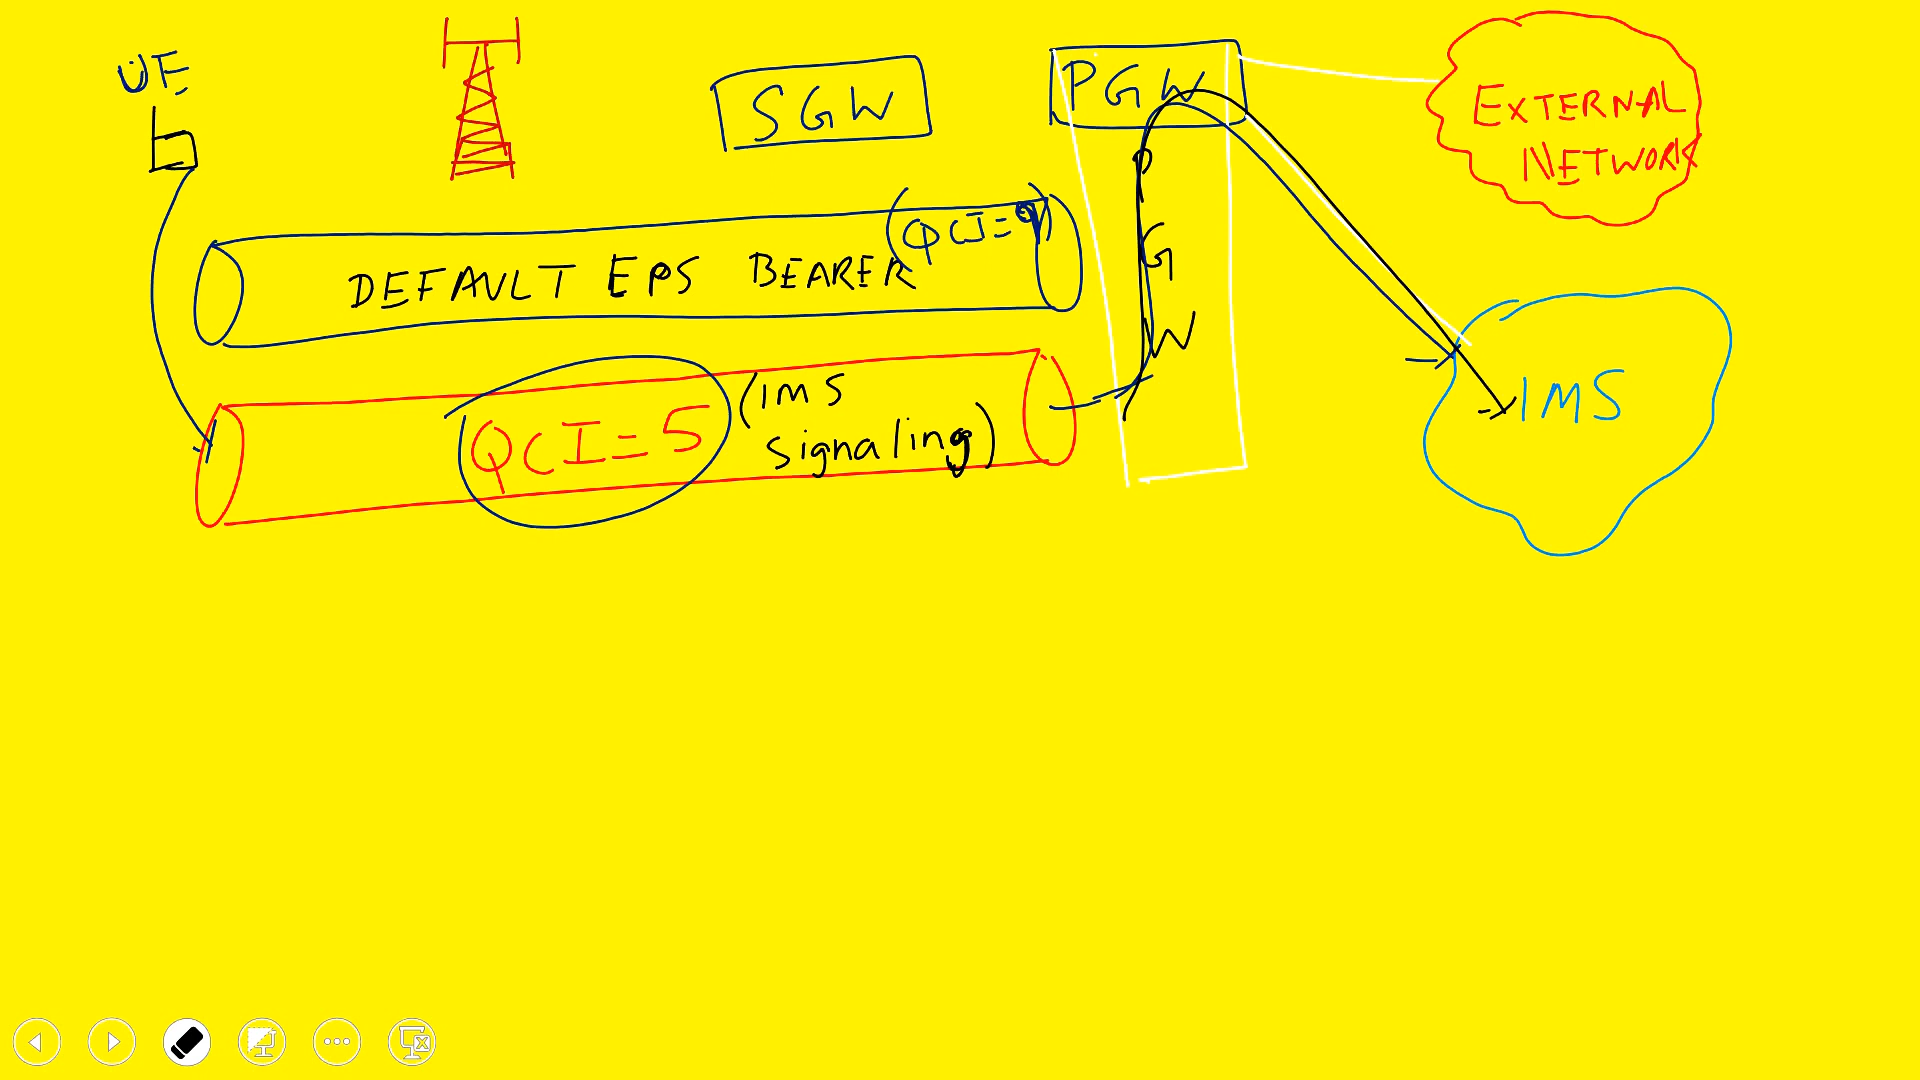 UE
SGW
PGW
EXTERNAL
NETWORK
DEFAULT EPS BEARER
(QCI=9)
P
G
W
QCI=5
(IMS
signaling)
IMS